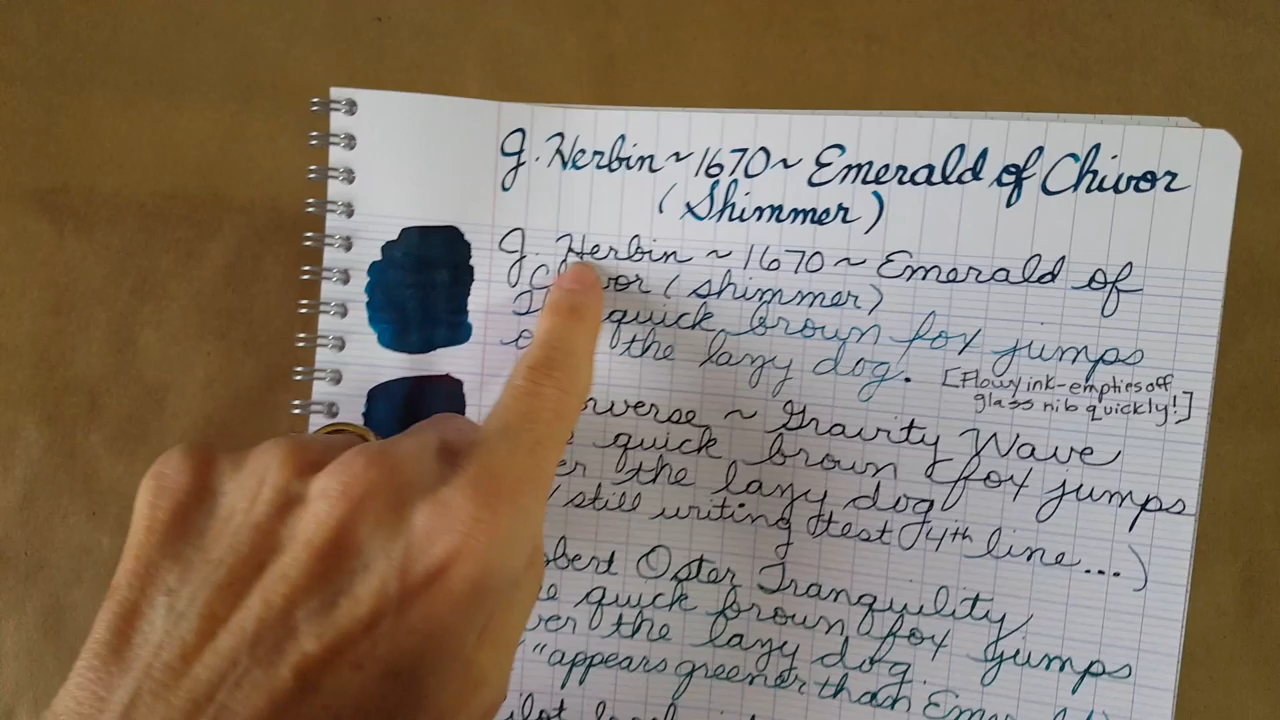 J. Herbin ~ 1670 ~ Emerald of Chivor
(Shimmer)
J. Herbin ~ 1670 ~ Emerald of
(shimmer)
quick brown fox jumps
the lazy dog.
[Flowy ink-empties off
glass nib quickly!]
~ Gravity Wave
quick brown fox jumps
the lazy dog
still writing test 4th line...)
Oster Tranquility
quick brown fox jumps
the lazy dog.
"appears greener than